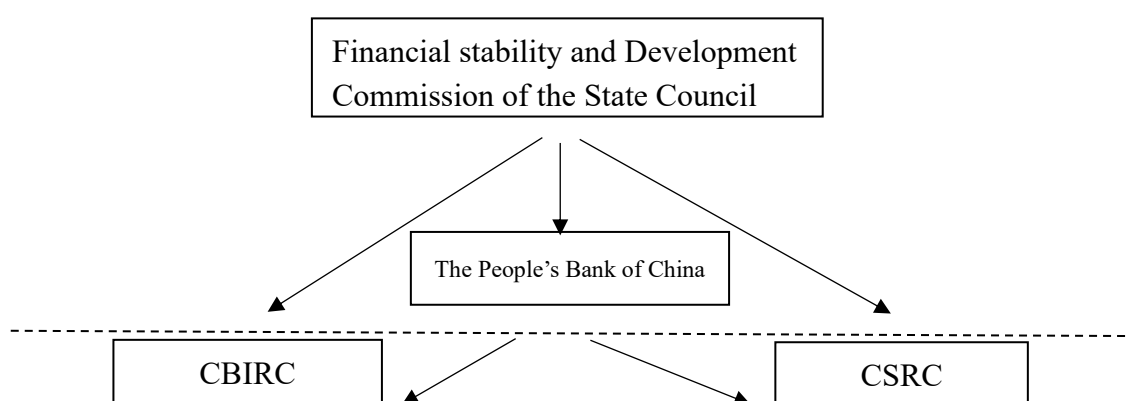 Financial stability and Development
Commission of the State Council
The People’s Bank of China
CBIRC
CSRC